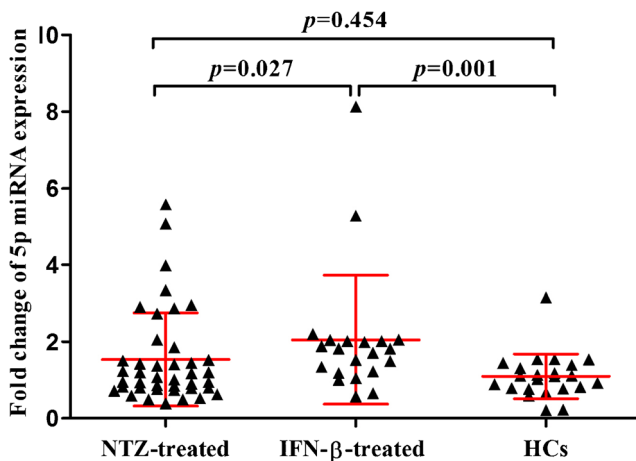 p=0.454
p=0.027
p=0.001
Fold change of 5p miRNA expression
10
8
6
4
2
0
NTZ-treated
IFN-β-treated
HCs